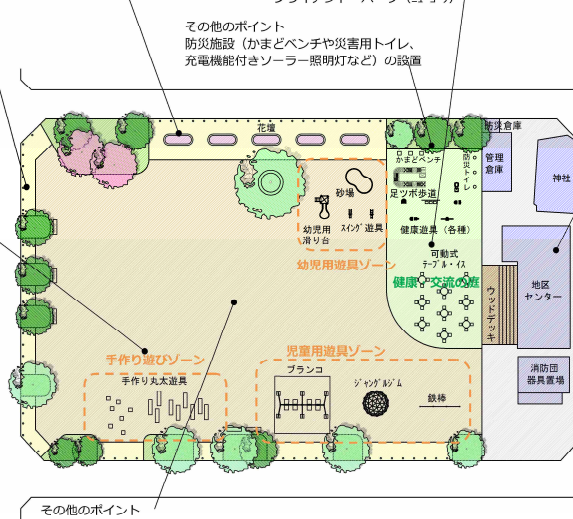 その他のポイント
防災施設（かまどベンチや災害用トイレ、
充電機能付きソーラー照明灯など）の設置
花壇
防災倉庫
かまどベンチ
防災トイレ
管理
倉庫
神社
砂場
足ツボ歩道
幼児用
滑り台
スイング遊具
健康遊具（各種）
幼児用遊具ゾーン
可動式
テーブル・イス
健康・交流の庭
ウッドデッキ
地区
センター
手作り遊びゾーン
児童用遊具ゾーン
手作り丸太遊具
ブランコ
ジャングルジム
鉄棒
消防団
器具置場
その他のポイント